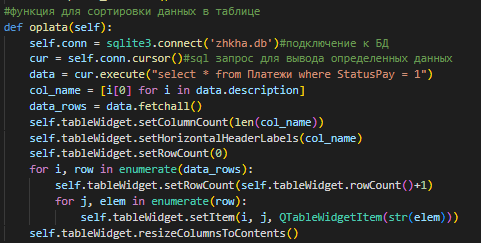 #функция для сортировки данных в таблице
def oplata(self):
    self.conn = sqlite3.connect('zhkha.db')#подключение к БД
    cur = self.conn.cursor()#sql запрос для вывода определенных данных
    data = cur.execute("select * from Платежи where StatusPay = 1")
    col_name = [i[0] for i in data.description]
    data_rows = data.fetchall()
    self.tableWidget.setColumnCount(len(col_name))
    self.tableWidget.setHorizontalHeaderLabels(col_name)
    self.tableWidget.setRowCount(0)
    for i, row in enumerate(data_rows):
        self.tableWidget.setRowCount(self.tableWidget.rowCount()+1)
        for j, elem in enumerate(row):
            self.tableWidget.setItem(i, j, QTableWidgetItem(str(elem)))
    self.tableWidget.resizeColumnsToContents()